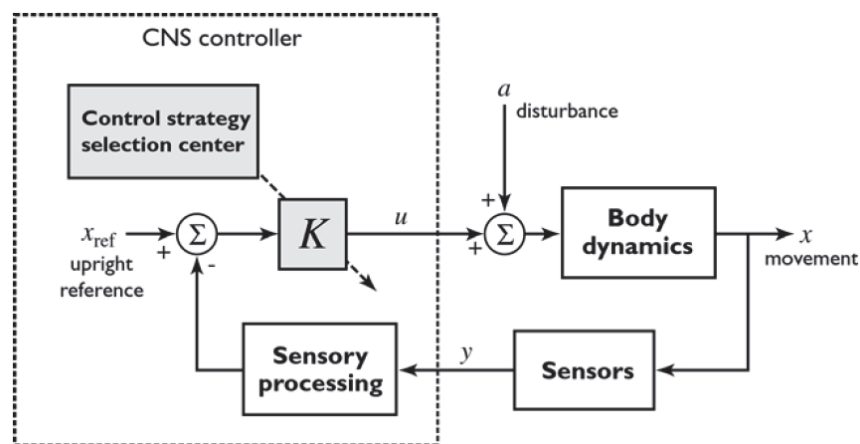 CNS controller
Control strategy
selection center
a
disturbance
x_ref
upright
reference
+
Σ
-
K
u
+
+
Σ
Body
dynamics
x
movement
Sensory
processing
y
Sensors